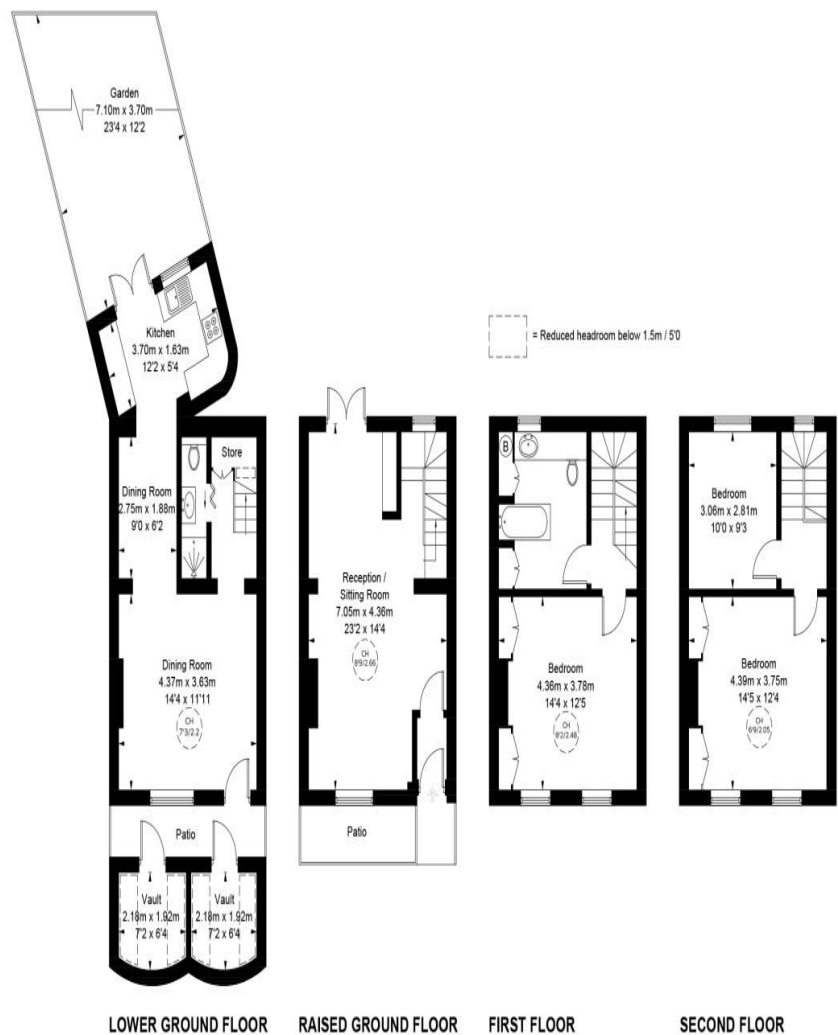 Garden
7.10m x 3.70m
23'4 x 12'2
Kitchen
3.70m x 1.63m
12'2 x 5'4
= Reduced headroom below 1.5m / 5'0
Store
Dining Room
2.75m x 1.88m
9'0 x 6'2
Dining Room
4.37m x 3.63m
14'4 x 11'11
CH
7'3/2.2
Patio
Vault
2.18m x 1.92m
7'2 x 6'4
Vault
2.18m x 1.92m
7'2 x 6'4
LOWER GROUND FLOOR
Reception /
Sitting Room
7.05m x 4.36m
23'2 x 14'4
CH
8'9/2.66
Patio
RAISED GROUND FLOOR
B
Bedroom
4.36m x 3.78m
14'4 x 12'5
CH
8'2/2.48
FIRST FLOOR
Bedroom
3.06m x 2.81m
10'0 x 9'3
Bedroom
4.39m x 3.75m
14'5 x 12'4
CH
6'9/2.05
SECOND FLOOR